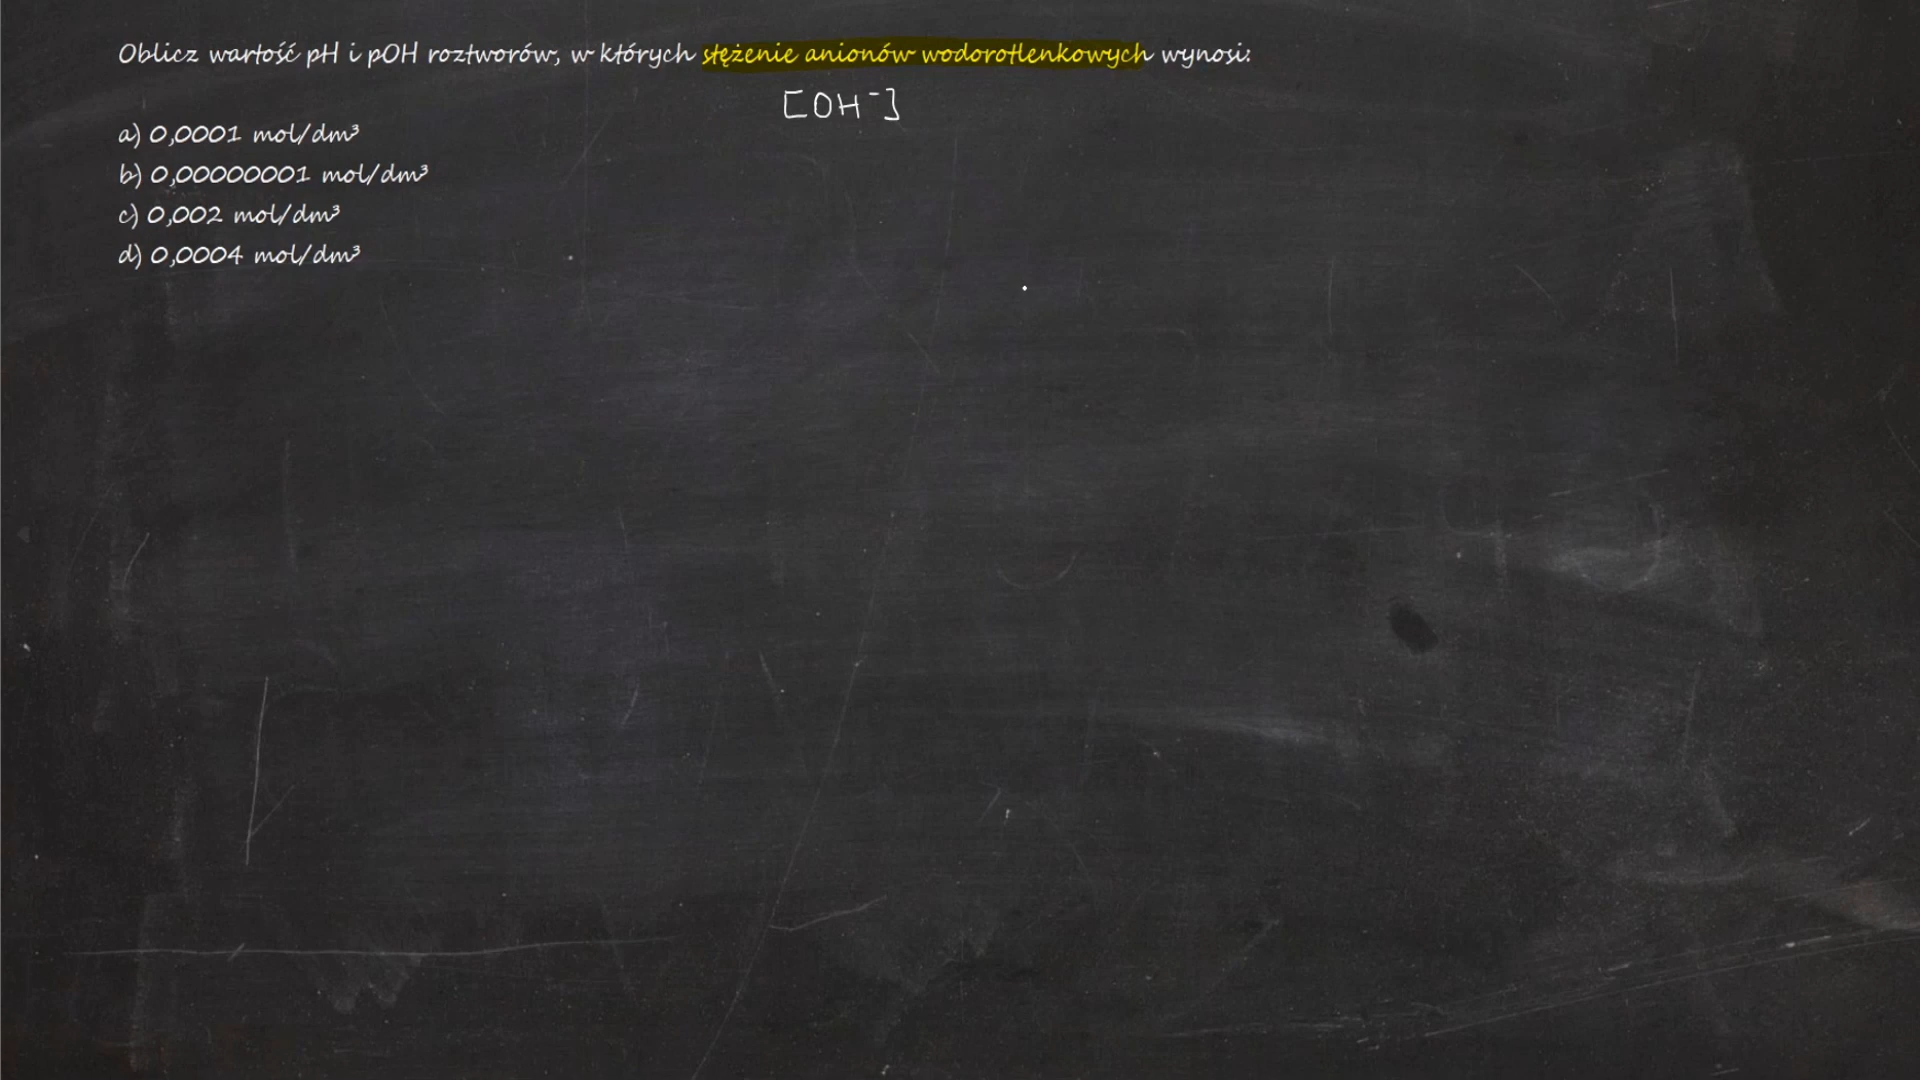 Oblicz wartość pH i pOH roztworów, w których stężenie anionów wodorotlenkowych wynosi:
[OH⁻]
a) 0,0001 mol/dm³
b) 0,00000001 mol/dm³
c) 0,002 mol/dm³
d) 0,0004 mol/dm³